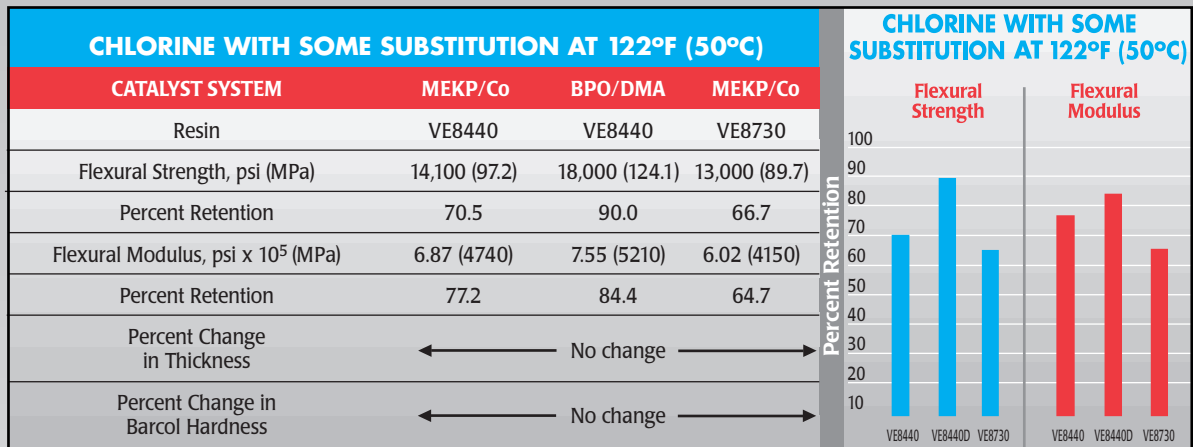 CHLORINE WITH SOME SUBSTITUTION AT 122ºF (50ºC)
CATALYST SYSTEM MEKP/Co BPO/DMA MEKP/Co
Resin VE8440 VE8440 VE8730
Flexural Strength, psi (MPa) 14,100 (97.2) 18,000 (124.1) 13,000 (89.7)
Percent Retention 70.5 90.0 66.7
Flexural Modulus, psi x 10⁵ (MPa) 6.87 (4740) 7.55 (5210) 6.02 (4150)
Percent Retention 77.2 84.4 64.7
Percent Change
in Thickness
No change
Percent Change in
Barcol Hardness
No change
CHLORINE WITH SOME
SUBSTITUTION AT 122ºF (50ºC)
Flexural
Strength
Flexural
Modulus
Percent Retention
100
90
80
70
60
50
40
30
20
10
VE8440 VE8440D VE8730 VE8440 VE8440D VE8730